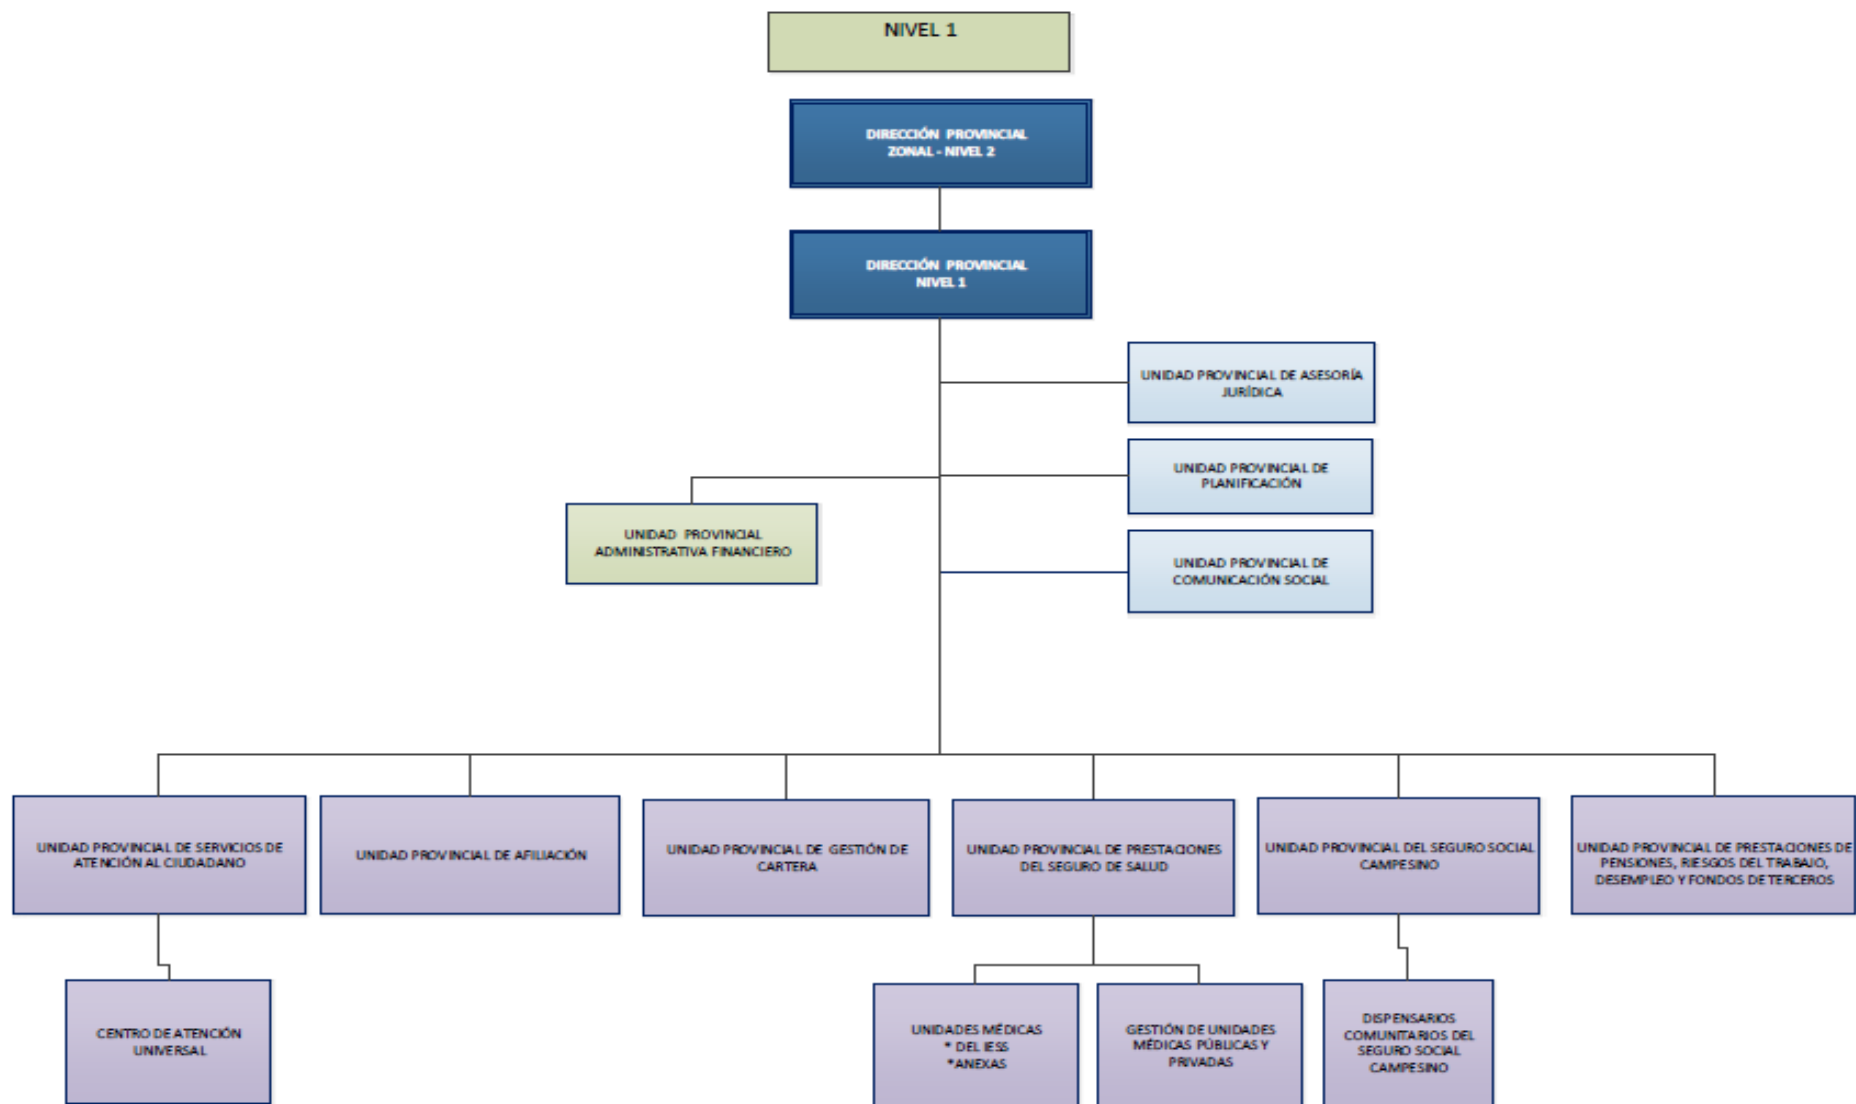 NIVEL 1
DIRECCIÓN PROVINCIAL
ZONAL - NIVEL 2
DIRECCIÓN PROVINCIAL
NIVEL 1
UNIDAD PROVINCIAL DE ASESORÍA
JURÍDICA
UNIDAD PROVINCIAL DE
PLANIFICACIÓN
UNIDAD PROVINCIAL
ADMINISTRATIVA FINANCIERO
UNIDAD PROVINCIAL DE
COMUNICACIÓN SOCIAL
UNIDAD PROVINCIAL DE SERVICIOS DE
ATENCIÓN AL CIUDADANO
UNIDAD PROVINCIAL DE AFILIACIÓN
UNIDAD PROVINCIAL DE GESTIÓN DE
CARTERA
UNIDAD PROVINCIAL DE PRESTACIONES
DEL SEGURO DE SALUD
UNIDAD PROVINCIAL DEL SEGURO SOCIAL
CAMPESINO
UNIDAD PROVINCIAL DE PRESTACIONES DE
PENSIONES, RIESGOS DEL TRABAJO,
DESEMPLEO Y FONDOS DE TERCEROS
CENTRO DE ATENCIÓN
UNIVERSAL
UNIDADES MÉDICAS
* DEL IESS
*ANEXAS
GESTIÓN DE UNIDADES
MÉDICAS PÚBLICAS Y
PRIVADAS
DISPENSARIOS
COMUNITARIOS DEL
SEGURO SOCIAL
CAMPESINO